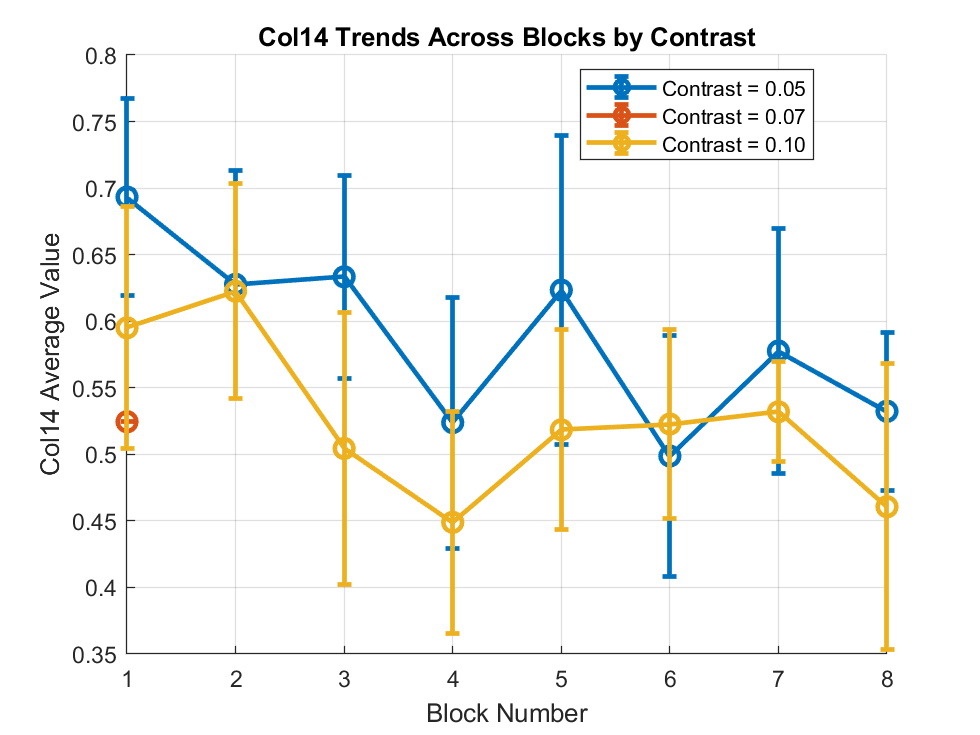 Col14 Trends Across Blocks by Contrast
Contrast = 0.05
Contrast = 0.07
Contrast = 0.10
Col14 Average Value
0.8
0.75
0.7
0.65
0.6
0.55
0.5
0.45
0.4
0.35
1 2 3 4 5 6 7 8
Block Number